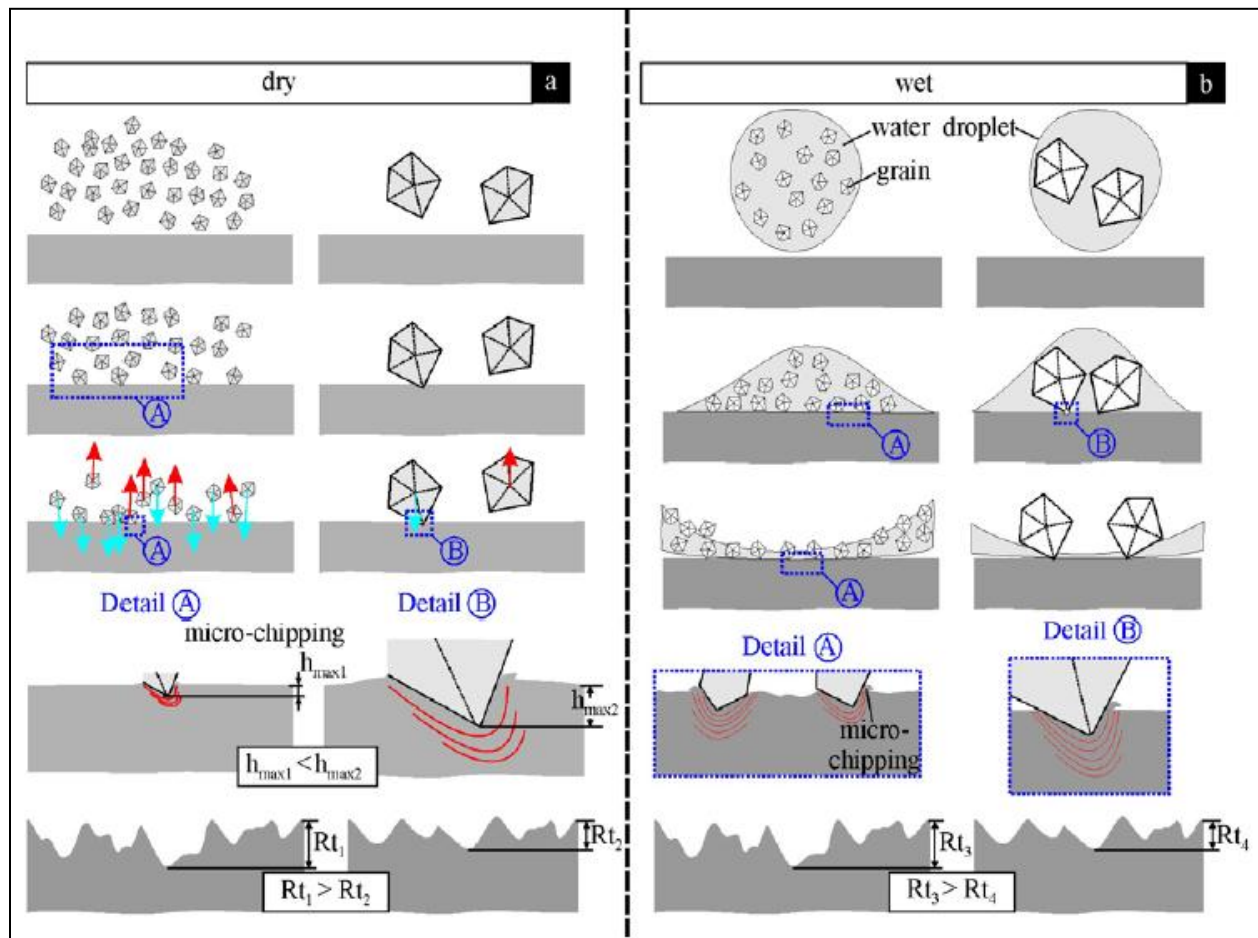 dry
a
A
A
B
Detail A
Detail B
micro-chipping
hmax1
hmax2
hmax1 < hmax2
Rt1
Rt2
Rt1 > Rt2
wet
b
water droplet
grain
A
B
A
Detail A
Detail B
micro-
chipping
Rt3
Rt4
Rt3 > Rt4